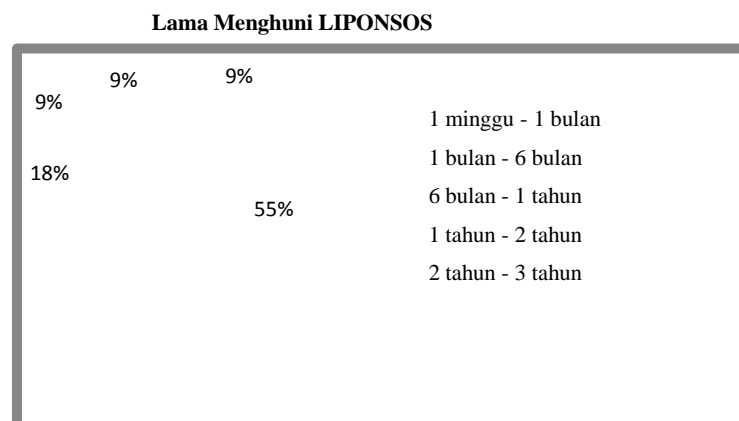 Lama Menghuni LIPONSOS
9%
9%
9%
18%
55%
1 minggu - 1 bulan
1 bulan - 6 bulan
6 bulan - 1 tahun
1 tahun - 2 tahun
2 tahun - 3 tahun